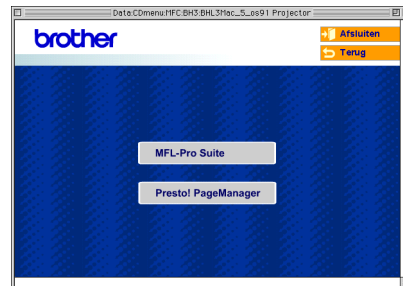 Data:CDmenu:MFC:BH3:BHL3Mac_5_os91 Projector
brother
Afsluiten
Terug
MFL-Pro Suite
Presto! PageManager